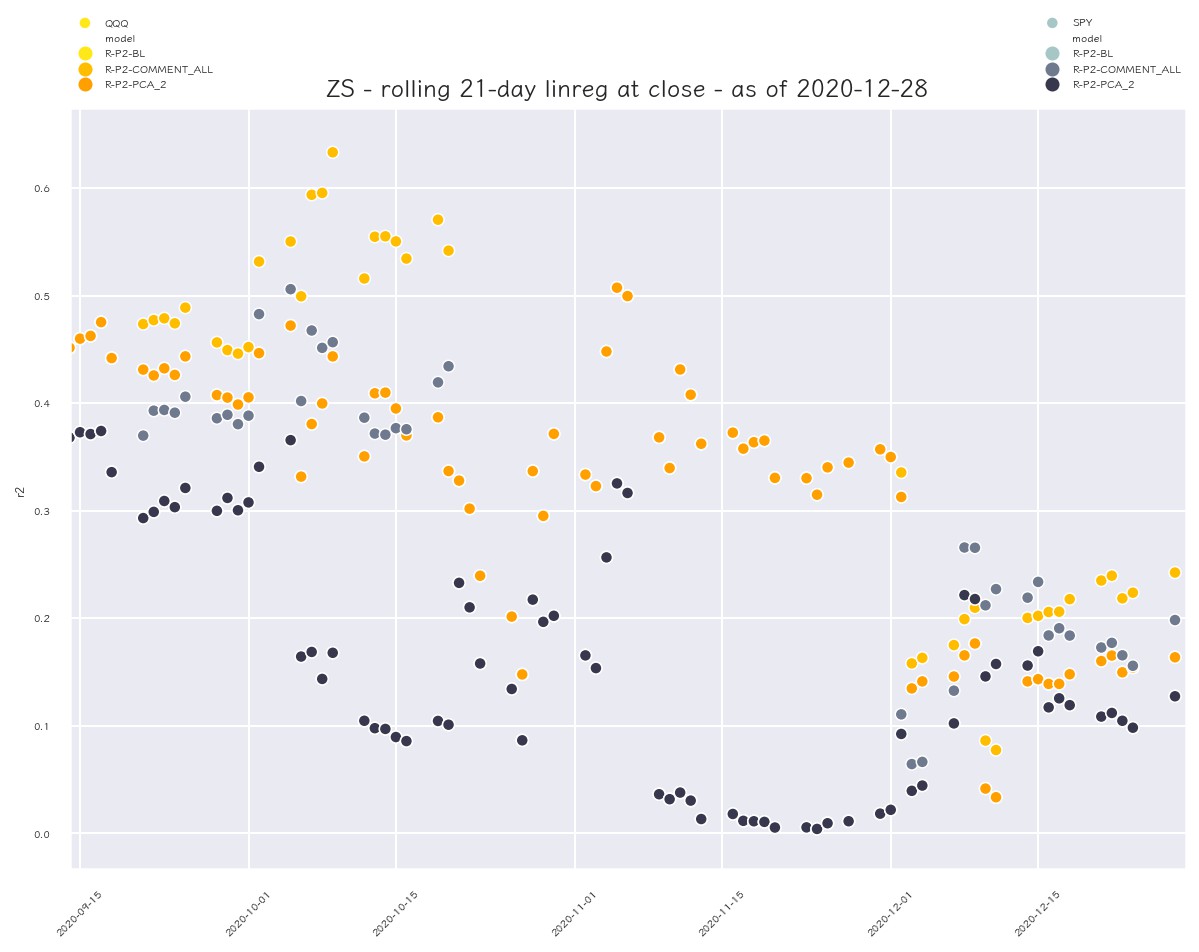 QQQ
model
R-P2-BL
R-P2-COMMENT_ALL
R-P2-PCA_2
SPY
model
R-P2-BL
R-P2-COMMENT_ALL
R-P2-PCA_2
ZS - rolling 21-day linreg at close - as of 2020-12-28
0.6
0.5
0.4
0.3
0.2
0.1
0.0
r2
2020-09-15
2020-10-01
2020-10-15
2020-11-01
2020-11-15
2020-12-01
2020-12-15